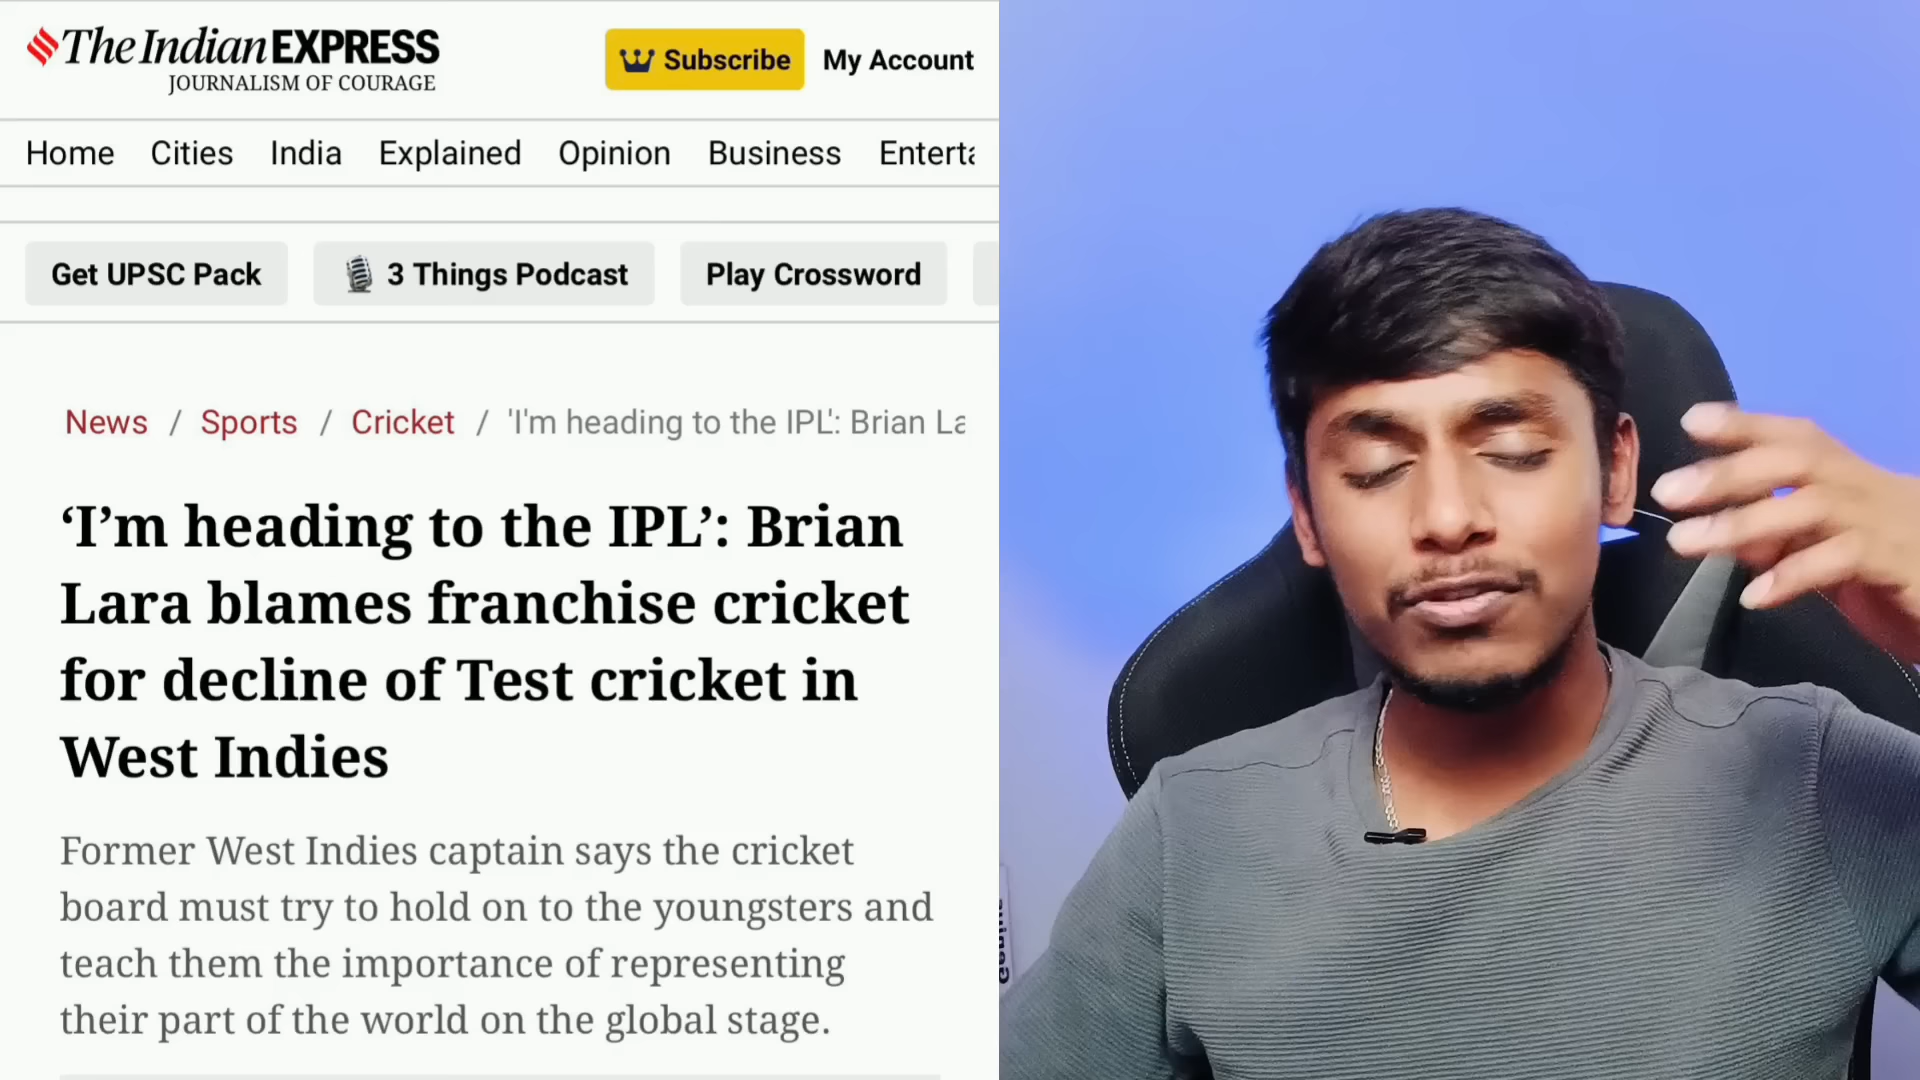 The Indian EXPRESS
JOURNALISM OF COURAGE
Subscribe
My Account
Home Cities India Explained Opinion Business Enterta
Get UPSC Pack
3 Things Podcast
Play Crossword
News / Sports / Cricket / 'I'm heading to the IPL': Brian La
‘I’m heading to the IPL’: Brian
Lara blames franchise cricket
for decline of Test cricket in
West Indies
Former West Indies captain says the cricket
board must try to hold on to the youngsters and
teach them the importance of representing
their part of the world on the global stage.